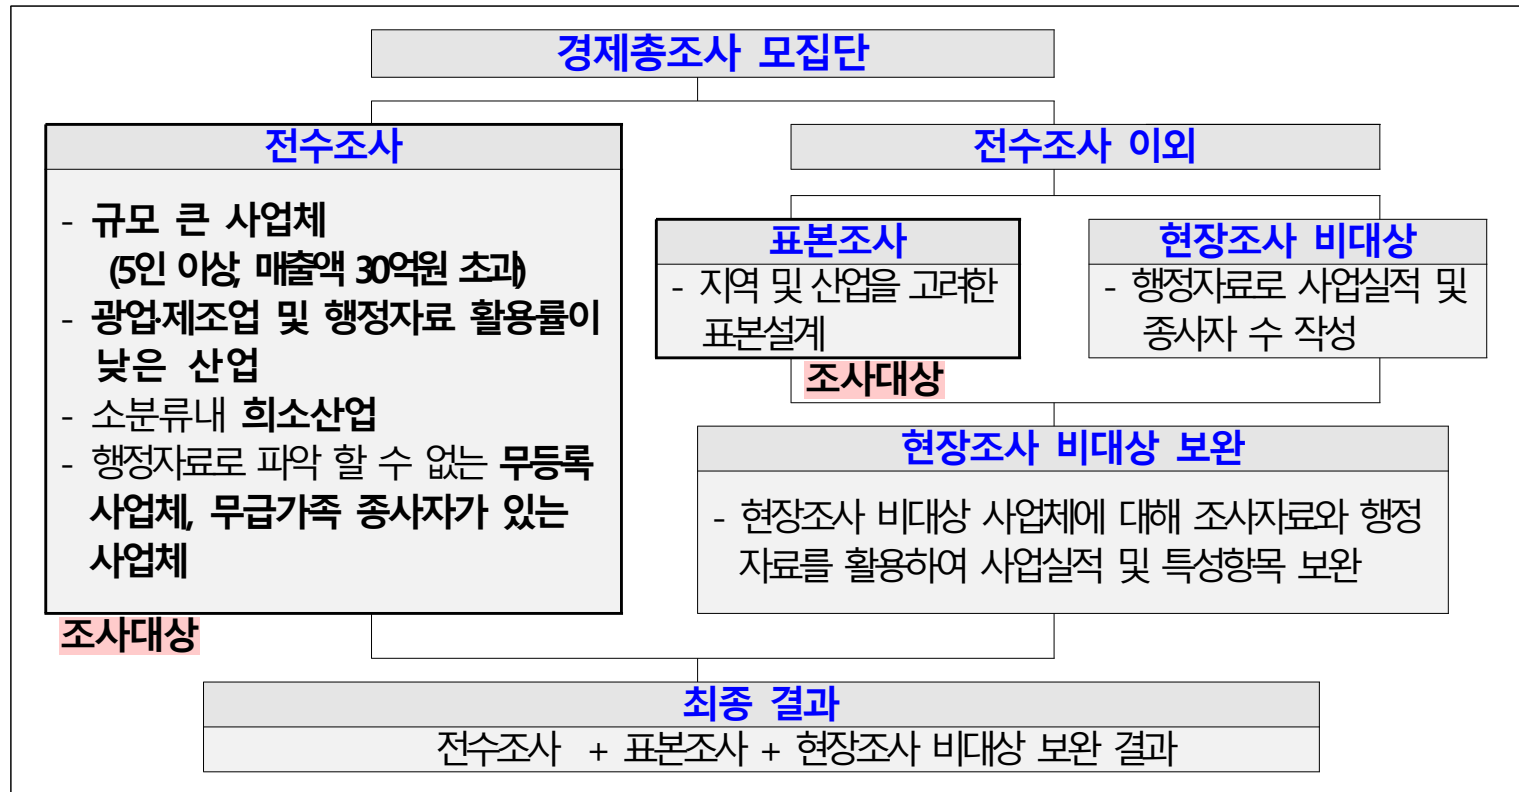 경제총조사 모집단
전수조사
- 규모 큰 사업체
(5인 이상, 매출액 30억원 초과)
- 광업·제조업 및 행정자료 활용률이
낮은 산업
- 소분류내 희소산업
- 행정자료로 파악 할 수 없는 무등록
사업체, 무급가족 종사자가 있는
사업체
조사대상
전수조사 이외
표본조사
- 지역 및 산업을 고려한
표본설계
조사대상
현장조사 비대상
- 행정자료로 사업실적 및
종사자 수 작성
현장조사 비대상 보완
- 현장조사 비대상 사업체에 대해 조사자료와 행정
자료를 활용하여 사업실적 및 특성항목 보완
최종 결과
전수조사 + 표본조사 + 현장조사 비대상 보완 결과